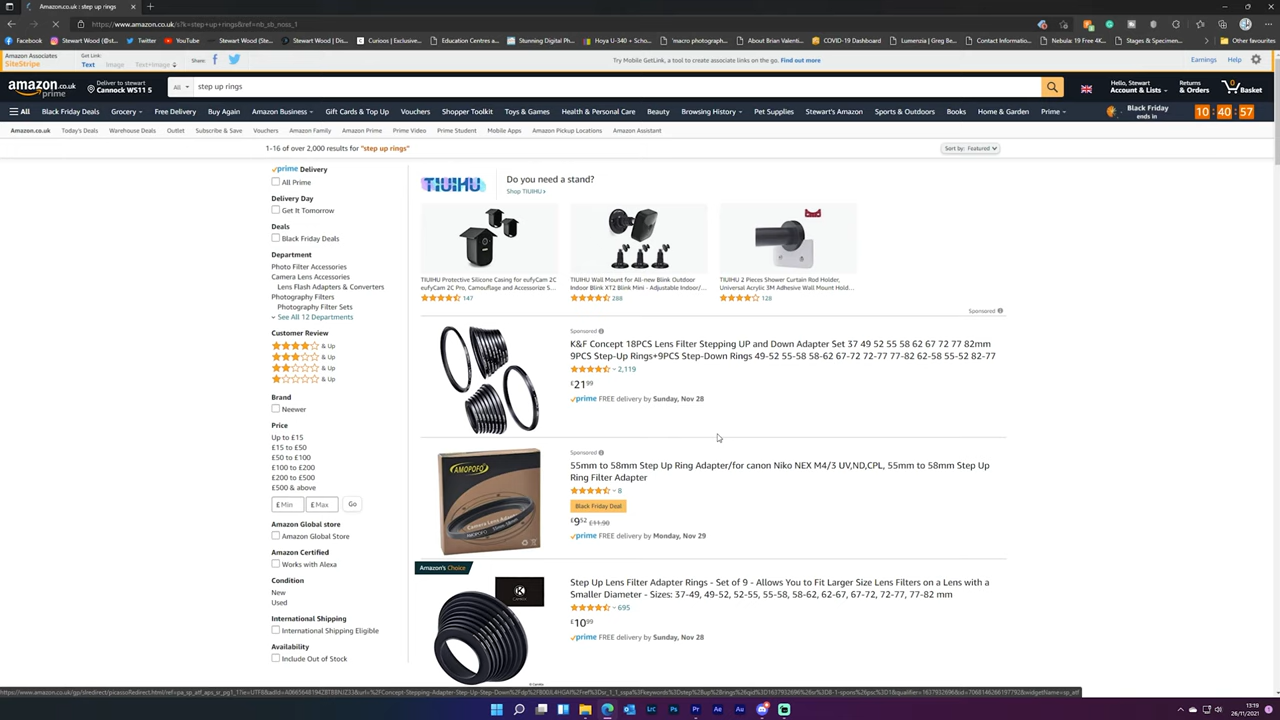 Amazon.co.uk : step up rings
https://www.amazon.co.uk/s?k=step+up+rings&ref=nb_sb_noss_1
Facebook
Stewart Wood (@st...
Twitter
YouTube
Stewart Wood (Ste...
Stewart Wood | Dis...
Curioos | Exclusive...
Education Centres a...
Stunning Digital Ph...
Hoya U-340 + Scho...
'macro photograph...
About Brian Valenti...
COVID-19 Dashboard
Lumenzia | Greg Be...
Contact Informatio...
Nebular 19 Free 4K...
Stages & Specimen...
Other favourites
Amazon Associates
SiteStripe
Get Link:
Text
Image
Text+Image
Share:
Try Mobile GetLink, a tool to create associate links on the go. Find out more
Earnings
Help
amazon.co.uk
prime
Deliver to stewart
Cannock WS11 5
All
step up rings
Hello, Stewart
Account & Lists
Returns
& Orders
0
Basket
All
Black Friday Deals
Grocery
Free Delivery
Buy Again
Amazon Business
Gift Cards & Top Up
Vouchers
Shopper Toolkit
Toys & Games
Health & Personal Care
Beauty
Browsing History
Pet Supplies
Stewart's Amazon
Sports & Outdoors
Books
Home & Garden
Prime
Black Friday
ends in
10 : 40 : 57
Amazon.co.uk
Today's Deals
Warehouse Deals
Outlet
Subscribe & Save
Vouchers
Amazon Family
Amazon Prime
Prime Video
Prime Student
Mobile Apps
Amazon Pickup Locations
Amazon Assistant
1-16 of over 2,000 results for "step up rings"
Sort by: Featured
prime Delivery
All Prime
Delivery Day
Get It Tomorrow
Deals
Black Friday Deals
Department
Photo Filter Accessories
Camera Lens Accessories
Lens Flash Adapters & Converters
Photography Filters
Photography Filter Sets
See All 12 Departments
Customer Review
& Up
& Up
& Up
& Up
Brand
Neewer
Price
Up to £15
£15 to £50
£50 to £100
£100 to £200
£200 to £500
£500 & above
£ Min
£ Max
Go
Amazon Global store
Amazon Global Store
Amazon Certified
Works with Alexa
Condition
New
Used
International Shipping
International Shipping Eligible
Availability
Include Out of Stock
TIUIHU
Do you need a stand?
Shop TIUIHU
TIUIHU Protective Silicone Casing for eufyCam 2C
eufyCam 2C Pro, Camouflage and Accessorize S...
147
TIUIHU Wall Mount for All-new Blink Outdoor
Indoor Blink XT2 Blink Mini - Adjustable Indoor/...
288
TIUIHU 2 Pieces Shower Curtain Rod Holder,
Universal Acrylic 3M Adhesive Wall Mount Hold...
128
Sponsored
Sponsored
K&F Concept 18PCS Lens Filter Stepping UP and Down Adapter Set 37 49 52 55 58 62 67 72 77 82mm
9PCS Step-Up Rings+9PCS Step-Down Rings 49-52 55-58 58-62 67-72 72-77 77-82 62-58 55-52 82-77
2,119
£21.99
prime FREE delivery by Sunday, Nov 28
AMOPOFO
Sponsored
55mm to 58mm Step Up Ring Adapter/for canon Niko NEX M4/3 UV,ND,CPL, 55mm to 58mm Step Up
Ring Filter Adapter
8
Black Friday Deal
£9.52 £11.90
prime FREE delivery by Monday, Nov 29
Amazon's Choice
Step Up Lens Filter Adapter Rings - Set of 9 - Allows You to Fit Larger Size Lens Filters on a Lens with a
Smaller Diameter - Sizes: 37-49, 49-52, 52-55, 55-58, 58-62, 62-67, 67-72, 72-77, 77-82 mm
695
£10.99
prime FREE delivery by Sunday, Nov 28
13:19
26/11/2021